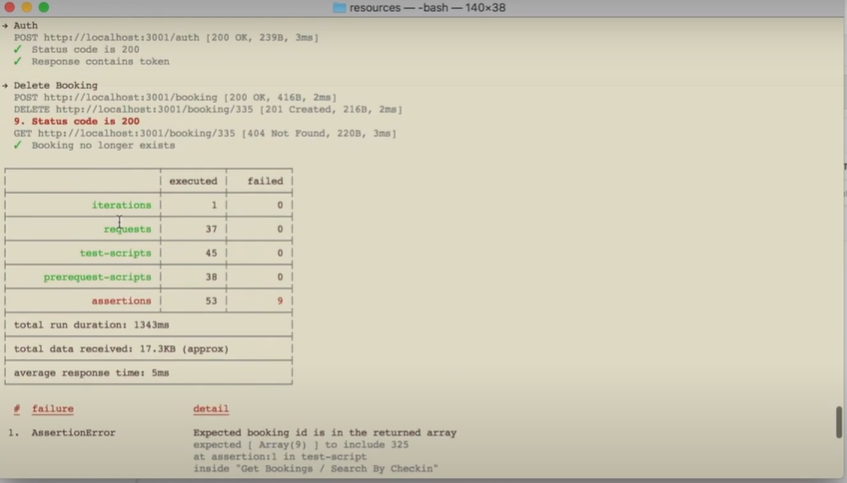 resources — -bash — 140×38
→ Auth
POST http://localhost:3001/auth [200 OK, 239B, 3ms]
✓ Status code is 200
✓ Response contains token
→ Delete Booking
POST http://localhost:3001/booking [200 OK, 416B, 2ms]
DELETE http://localhost:3001/booking/335 [201 Created, 216B, 2ms]
9. Status code is 200
GET http://localhost:3001/booking/335 [404 Not Found, 220B, 3ms]
✓ Booking no longer exists
executed failed
iterations 1 0
requests 37 0
test-scripts 45 0
prerequest-scripts 38 0
assertions 53 9
total run duration: 1343ms
total data received: 17.3KB (approx)
average response time: 5ms
# failure detail
1. AssertionError Expected booking id is in the returned array
expected [ Array(9) ] to include 325
at assertion:1 in test-script
inside "Get Bookings / Search By Checkin"